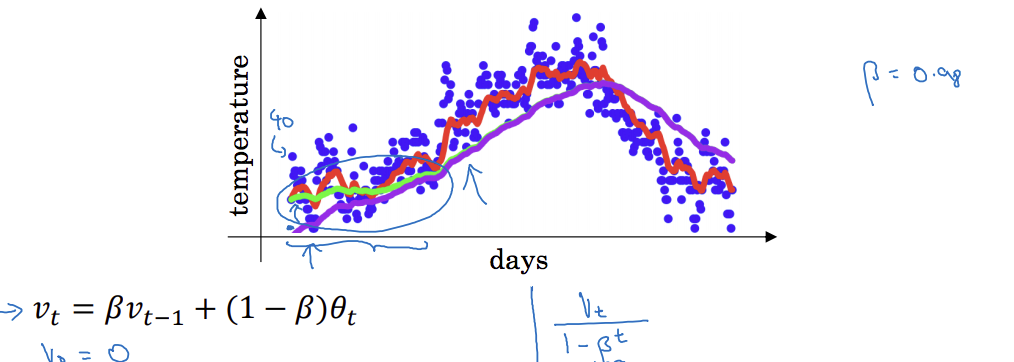 β = 0.98
40
temperature
days
→ v_t = βv_{t−1} + (1 − β)θ_t
v_0 = 0
v_t
1 − β^t